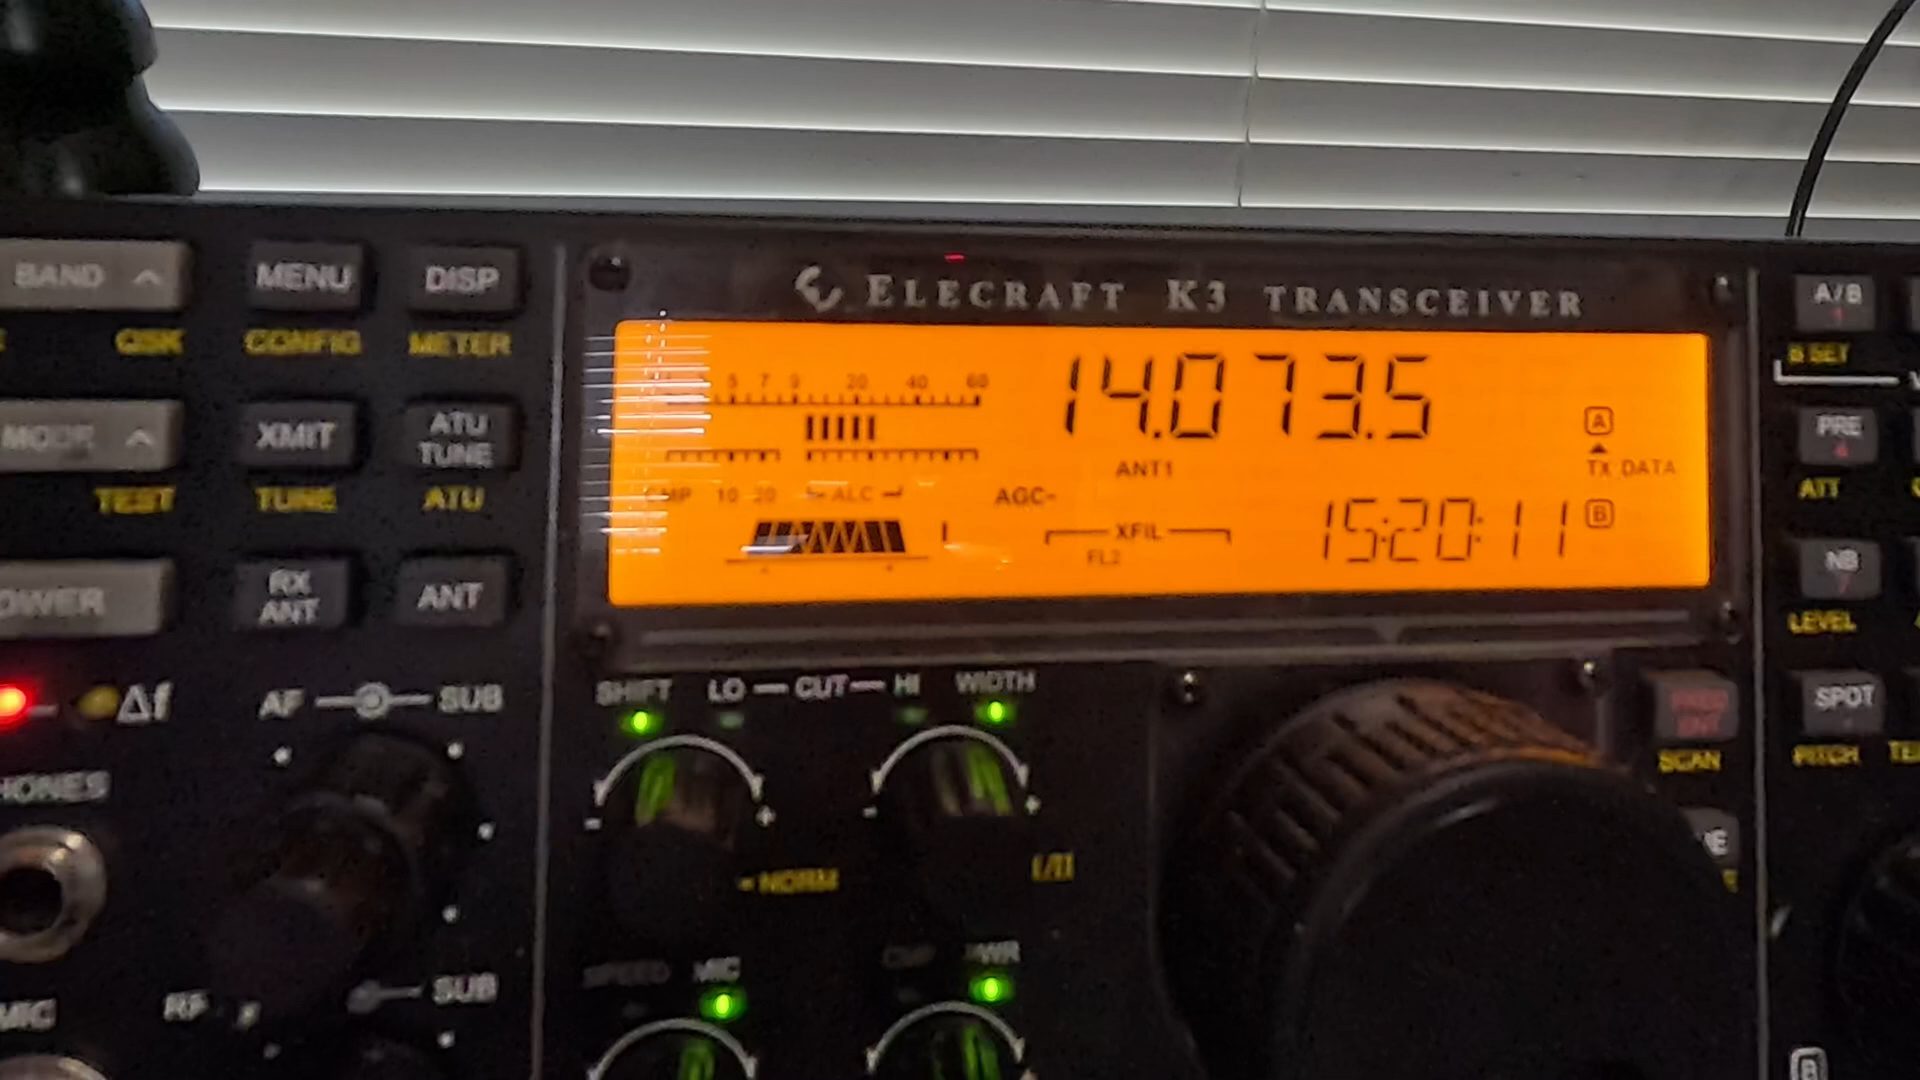 ELECRAFT K3 TRANSCEIVER
BAND MENU DISP A/B
QSK CONFIG METER B SET
5 7 9 20 40 60 14.073.5
A
MODE XMIT ATU TUNE PRE
ANT1 TX DATA
TEST TUNE ATU ATT
10 20 ALC AGC- 15:20:11 B
XFIL
FL2
RX ANT ANT NB
LEVEL
Δf AF SUB SHIFT LO CUT HI WIDTH SPOT
SCAN PITCH
- +
- +
NORM I/II
SPEED MIC PWR
RF SUB
MIC
B